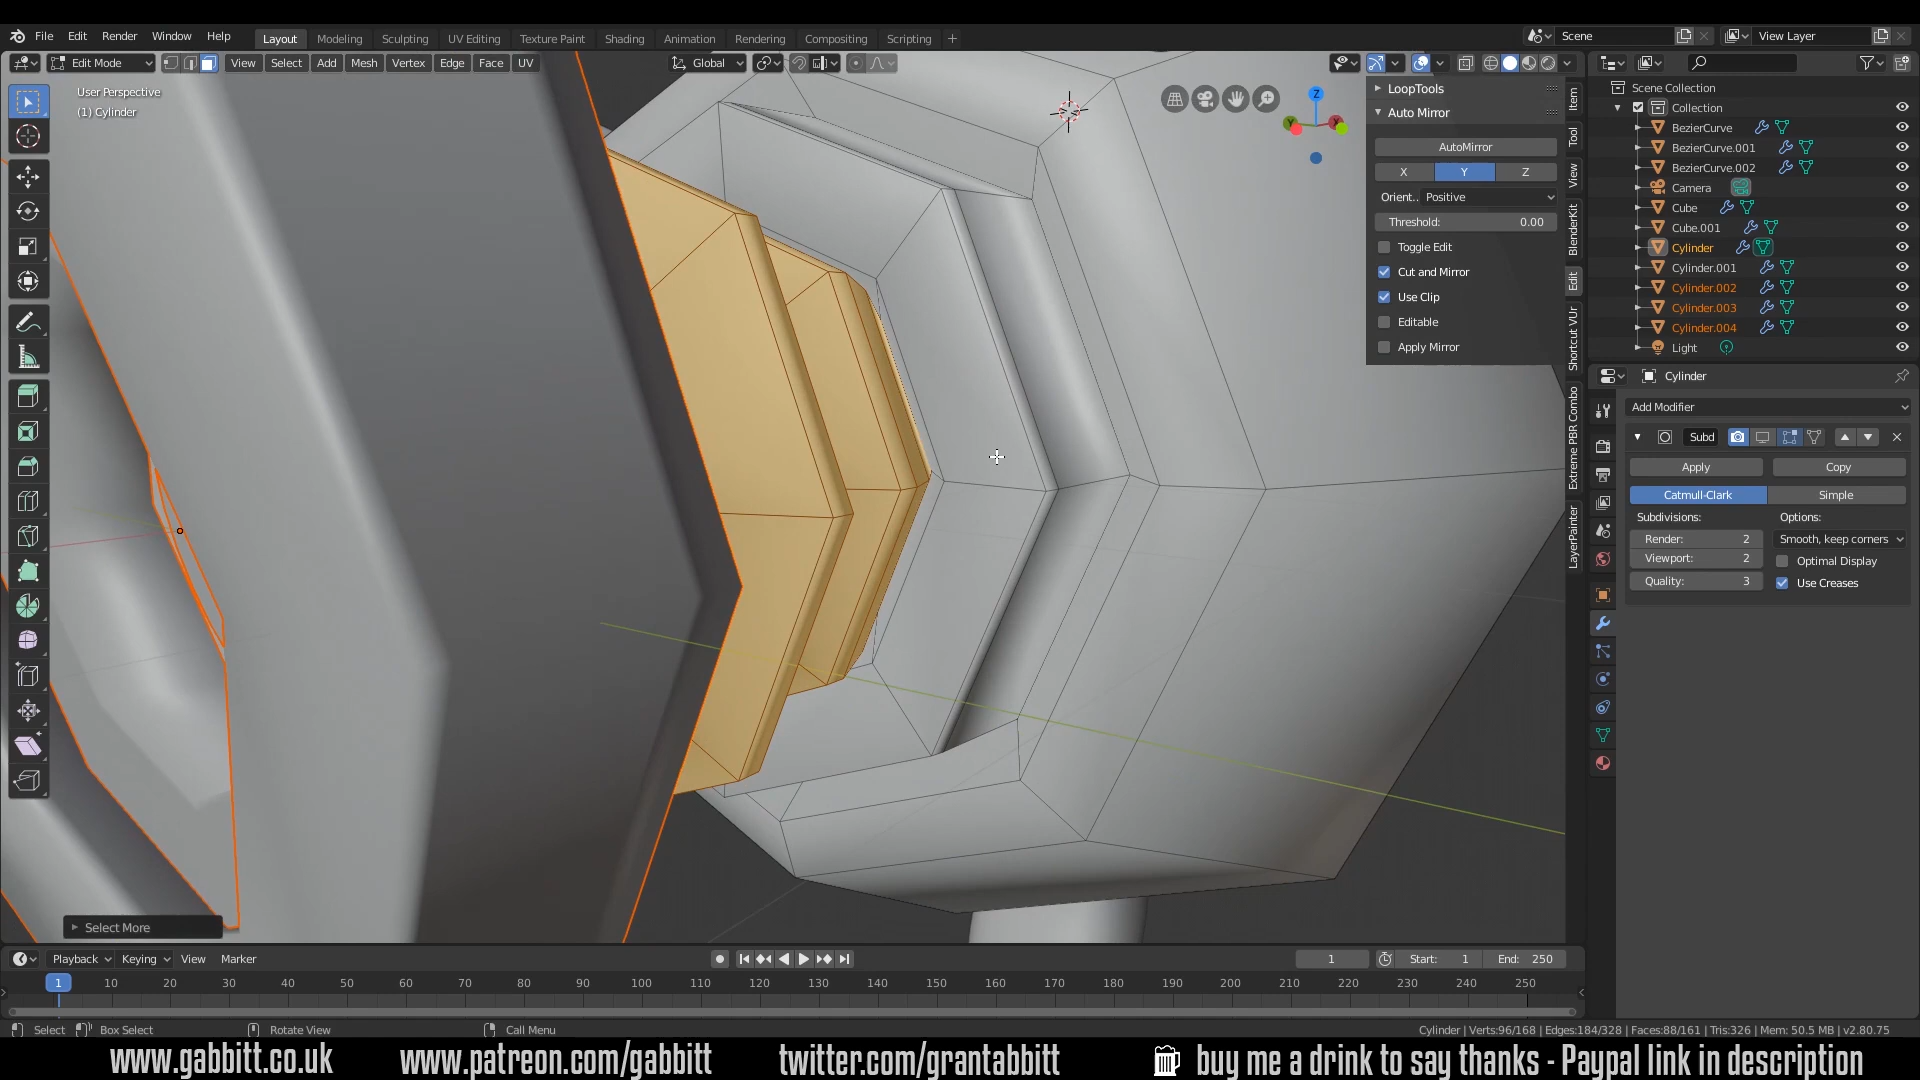 File Edit Render Window Help
Layout Modeling Sculpting UV Editing Texture Paint Shading Animation Rendering Compositing Scripting +
Scene
View Layer
Edit Mode
View Select Add Mesh Vertex Edge Face UV
Global
User Perspective
(1) Cylinder
Z
Y
LoopTools
Auto Mirror
AutoMirror
X Y Z
Orient.. Positive
Threshold: 0.00
Toggle Edit
Cut and Mirror
Use Clip
Editable
Apply Mirror
Item
Tool
View
BlenderKit
Edit
Shortcut VUr
Extreme PBR Combo
LayerPainter
Scene Collection
Collection
BezierCurve
BezierCurve.001
BezierCurve.002
Camera
Cube
Cube.001
Cylinder
Cylinder.001
Cylinder.002
Cylinder.003
Cylinder.004
Light
Cylinder
Add Modifier
Subd
Apply Copy
Catmull-Clark Simple
Subdivisions: Options:
Render: 2 Smooth, keep corners
Viewport: 2 Optimal Display
Quality: 3 Use Creases
Select More
Playback Keying View Marker
1 Start: 1 End: 250
1 10 20 30 40 50 60 70 80 90 100 110 120 130 140 150 160 170 180 190 200 210 220 230 240 250
Select Box Select Rotate View Call Menu
Cylinder | Verts:96/168 | Edges:184/328 | Faces:88/161 | Tris:326 | Mem: 50.5 MB | v2.80.75
www.gabbitt.co.uk www.patreon.com/gabbitt twitter.com/grantabbitt buy me a drink to say thanks - Paypal link in description